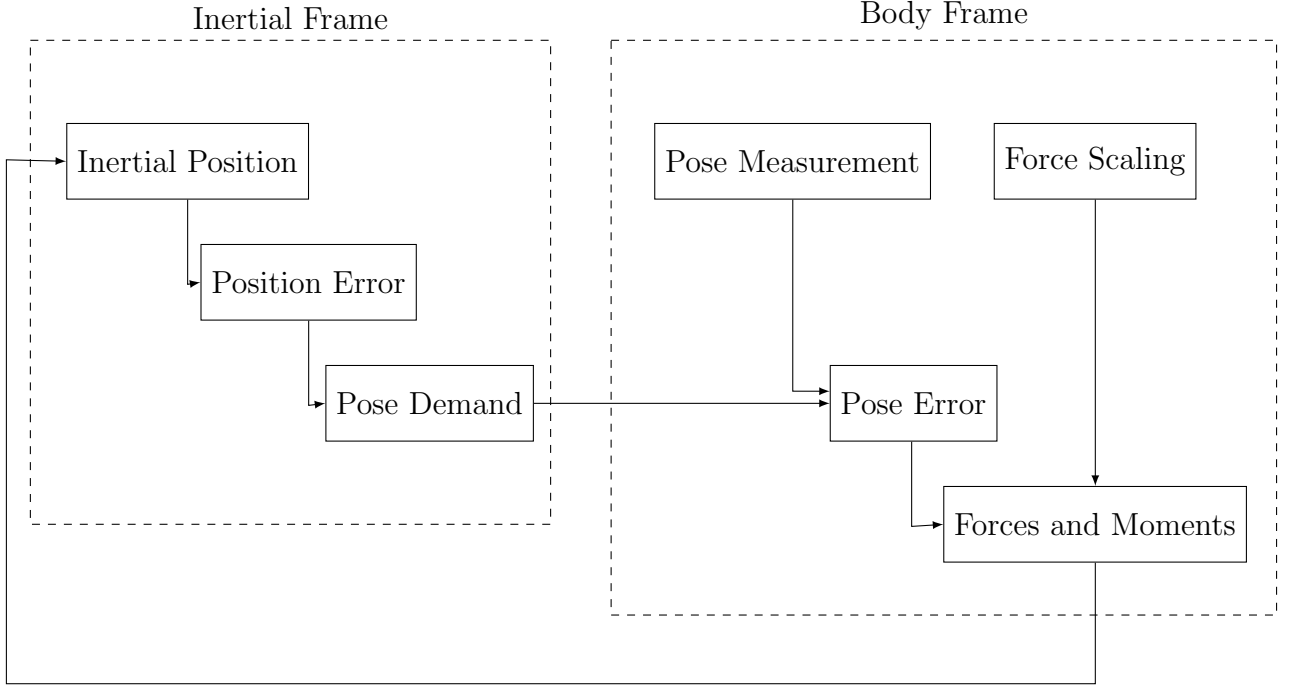 Inertial Frame
Body Frame
Inertial Position
Pose Measurement
Force Scaling
Position Error
Pose Demand
Pose Error
Forces and Moments